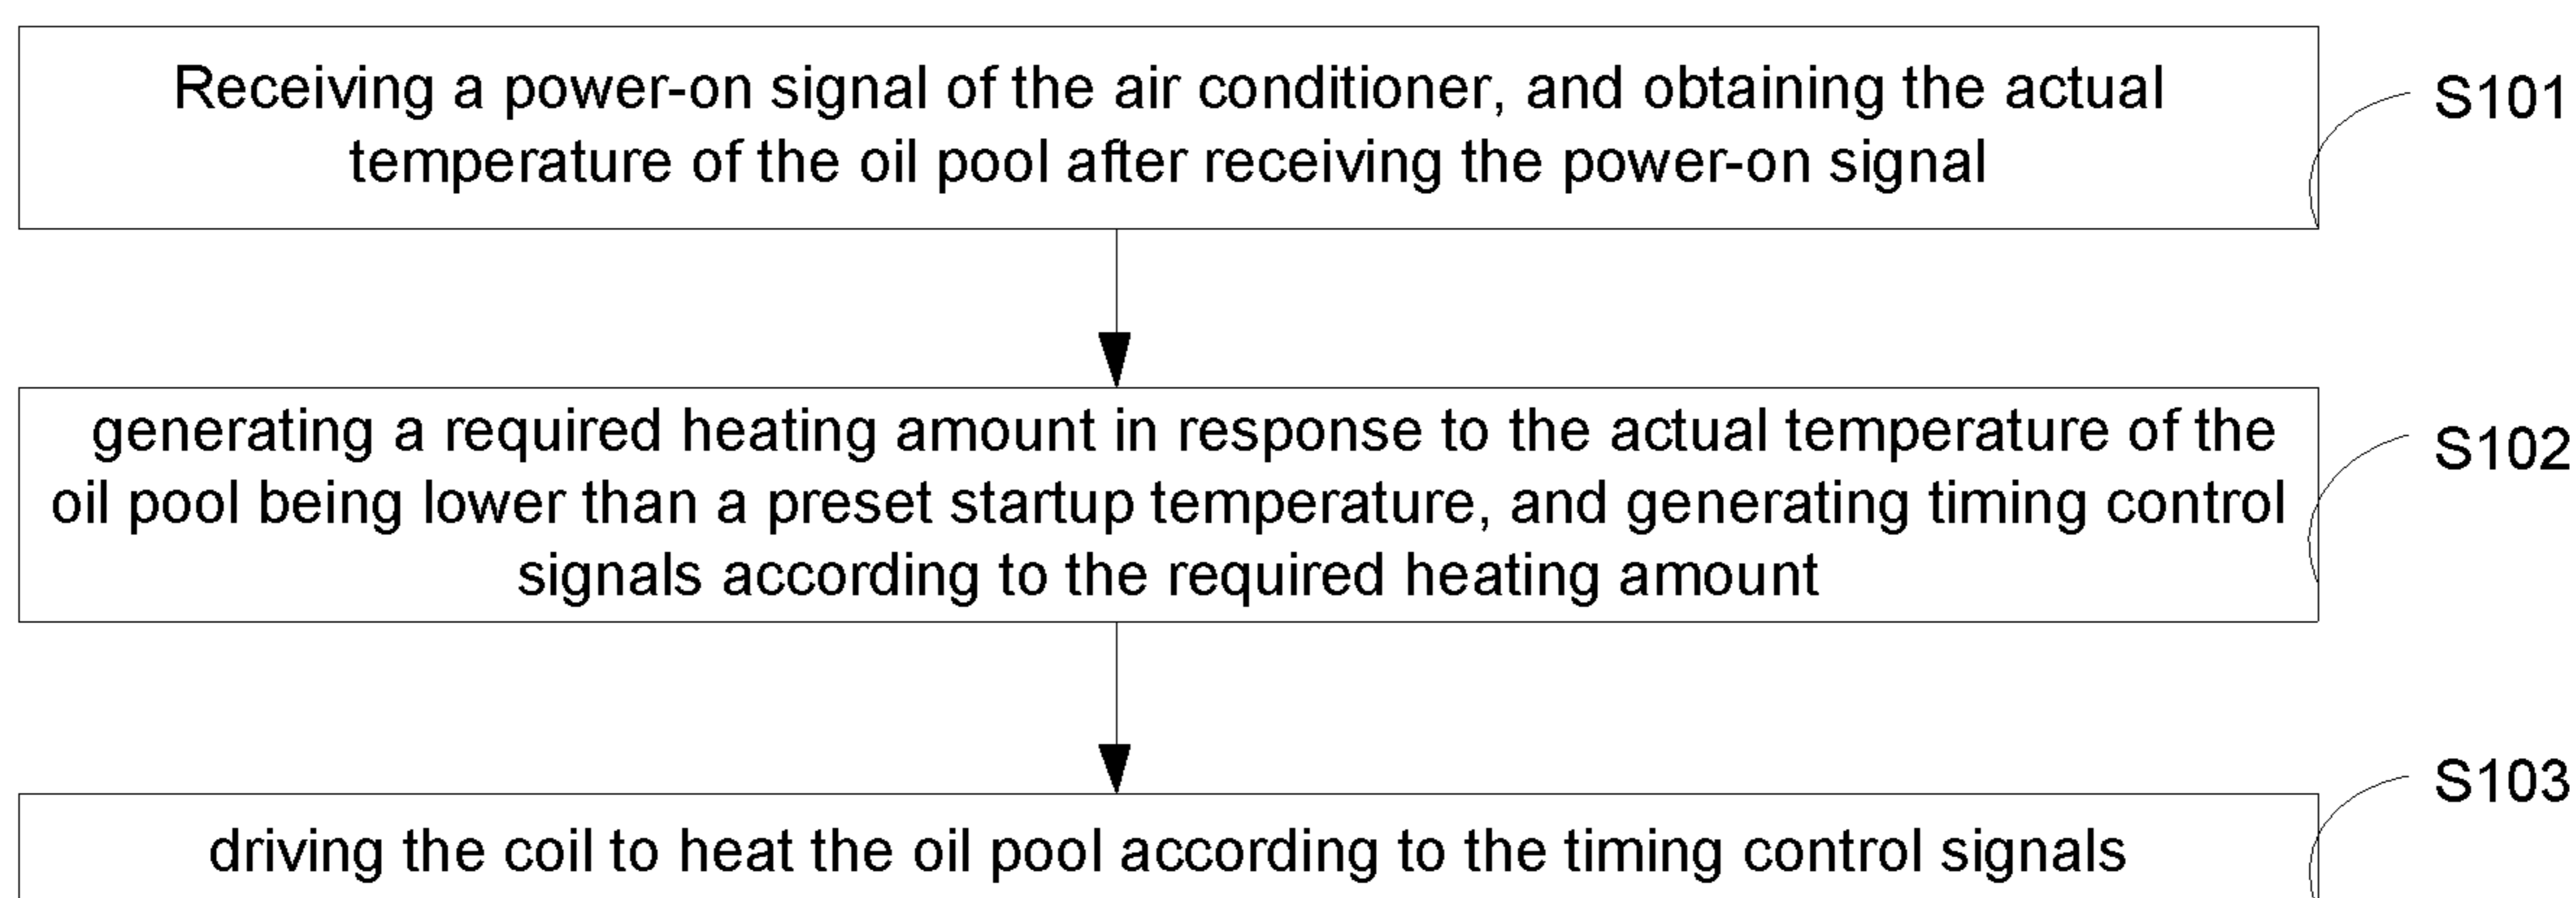 Receiving a power-on signal of the air conditioner, and obtaining the actual
temperature of the oil pool after receiving the power-on signal
S101
generating a required heating amount in response to the actual temperature of the
oil pool being lower than a preset startup temperature, and generating timing control
signals according to the required heating amount
S102
driving the coil to heat the oil pool according to the timing control signals
S103